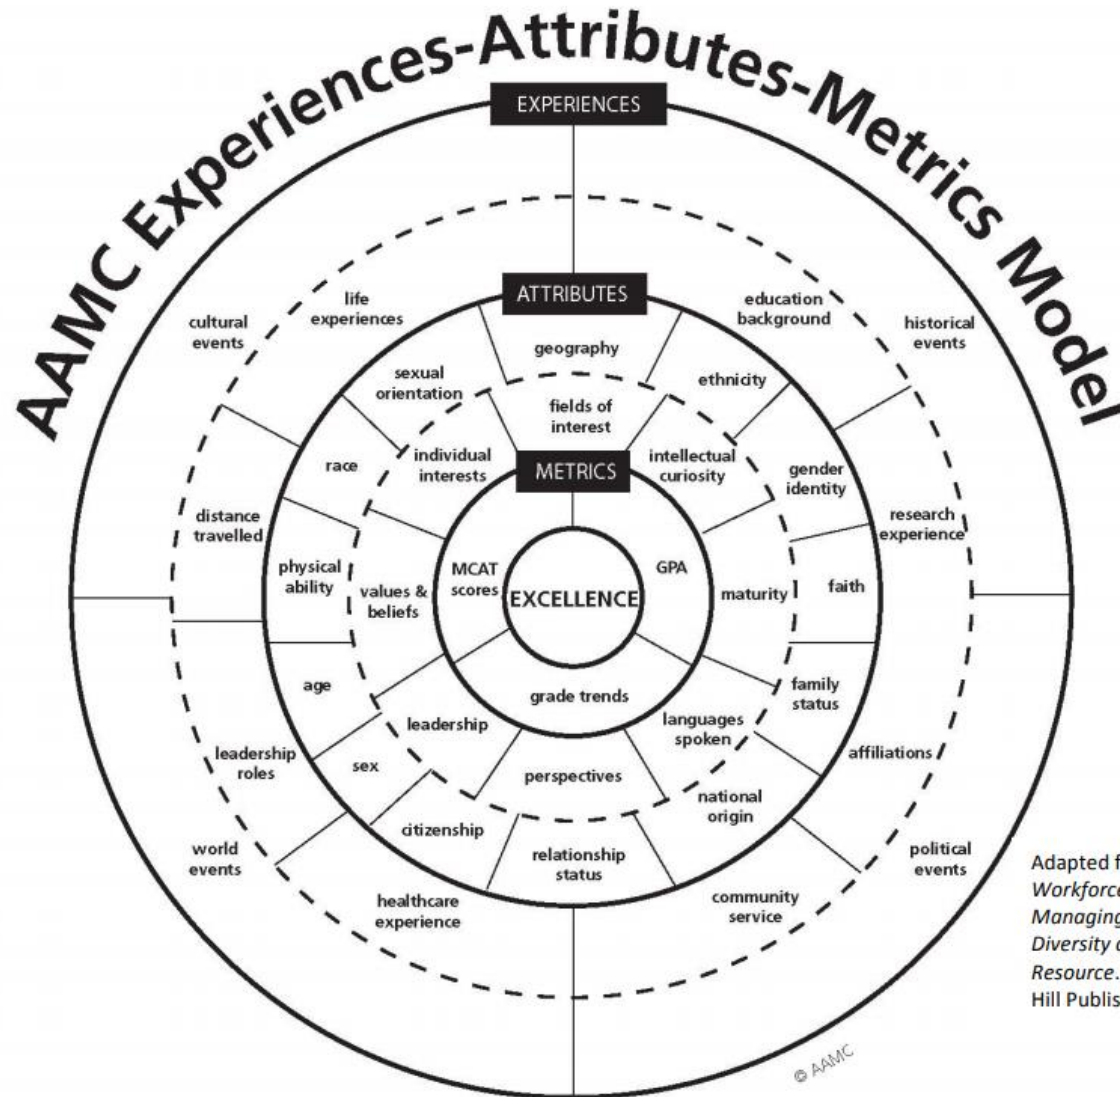 AAMC Experiences-Attributes-Metrics Model
EXPERIENCES
cultural
events
life
experiences
education
background
historical
events
distance
travelled
research
experience
leadership
roles
affiliations
world
events
healthcare
experience
community
service
political
events
ATTRIBUTES
geography
sexual
orientation
ethnicity
race
gender
identity
physical
ability
faith
age
family
status
sex
national
origin
citizenship
relationship
status
fields of
interest
individual
interests
intellectual
curiosity
values &
beliefs
maturity
leadership
languages
spoken
perspectives
METRICS
MCAT
scores
GPA
grade trends
EXCELLENCE
Adapted
Workforce
Managing
Diversity
Resource.
Hill
© AAMC